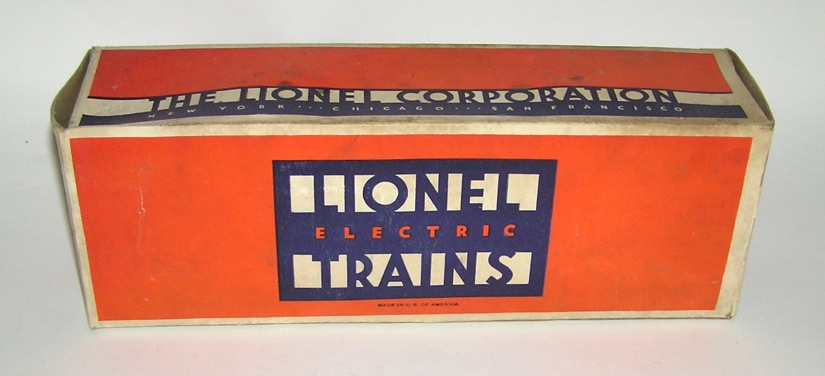 THE LIONEL CORPORATION
NEW YORK ··· CHICAGO ··· SAN FRANCISCO
LIONEL
ELECTRIC
TRAINS
MADE IN U. S. OF AMERICA